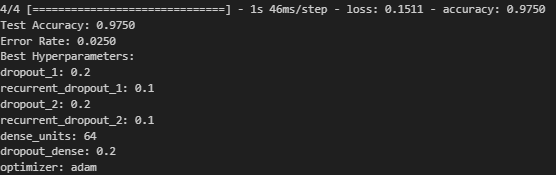 4/4 [==============================] - 1s 46ms/step - loss: 0.1511 - accuracy: 0.9750
Test Accuracy: 0.9750
Error Rate: 0.0250
Best Hyperparameters:
dropout_1: 0.2
recurrent_dropout_1: 0.1
dropout_2: 0.2
recurrent_dropout_2: 0.1
dense_units: 64
dropout_dense: 0.2
optimizer: adam